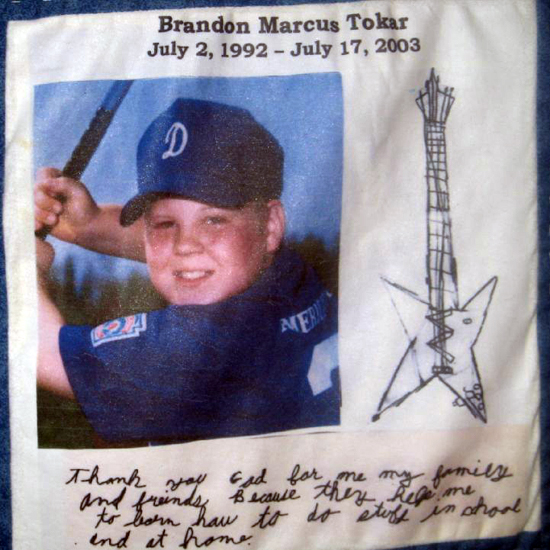 Brandon Marcus Tokar
July 2, 1992 – July 17, 2003
D
Thank you God for me my family
and freinds, Because they help me
to learn how to do stuff in school
and at home.